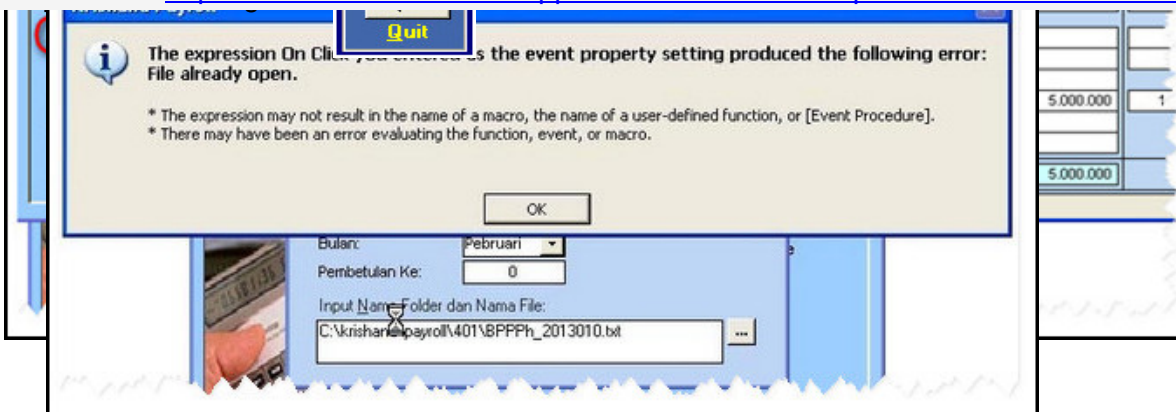 Quit
The expression On Click you entered as the event property setting produced the following error:
File already open.
* The expression may not result in the name of a macro, the name of a user-defined function, or [Event Procedure].
* There may have been an error evaluating the function, event, or macro.
OK
5.000.000 1
5.000.000
Bulan: Pebruari
Pembetulan Ke: 0
Input Name Folder dan Nama File:
C:\krishand payroll\401\BPPPh_2013010.txt
...